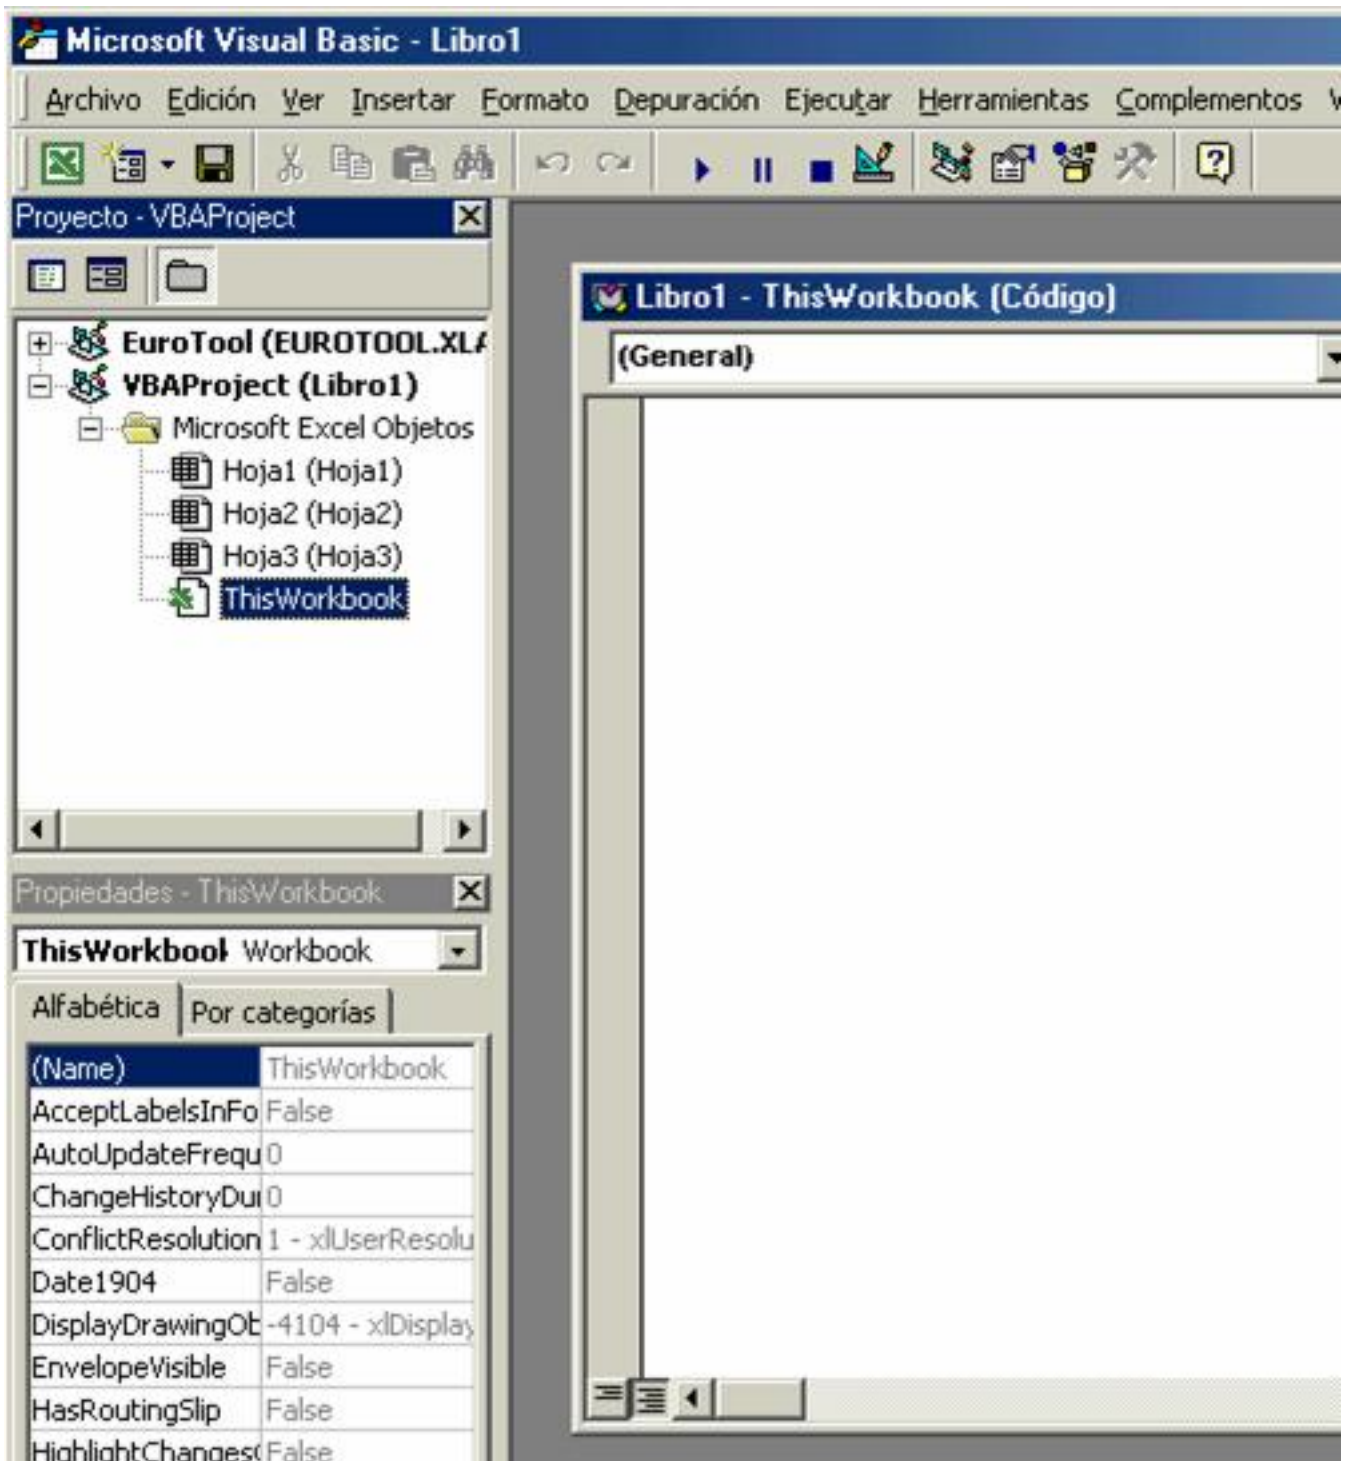 Microsoft Visual Basic - Libro1
Archivo Edición Ver Insertar Formato Depuración Ejecutar Herramientas Complementos V
Proyecto - VBAProject
EuroTool (EUROTOOL.XLA
VBAProject (Libro1)
Microsoft Excel Objetos
Hoja1 (Hoja1)
Hoja2 (Hoja2)
Hoja3 (Hoja3)
ThisWorkbook
Libro1 - ThisWorkbook (Código)
(General)
Propiedades - ThisWorkbook
ThisWorkbook Workbook
Alfabética Por categorías
(Name) ThisWorkbook
AcceptLabelsInFo False
AutoUpdateFrequ 0
ChangeHistoryDur 0
ConflictResolution 1 - xlUserResolu
Date1904 False
DisplayDrawingOb -4104 - xlDisplay
EnvelopeVisible False
HasRoutingSlip False
HighlightChangesO False